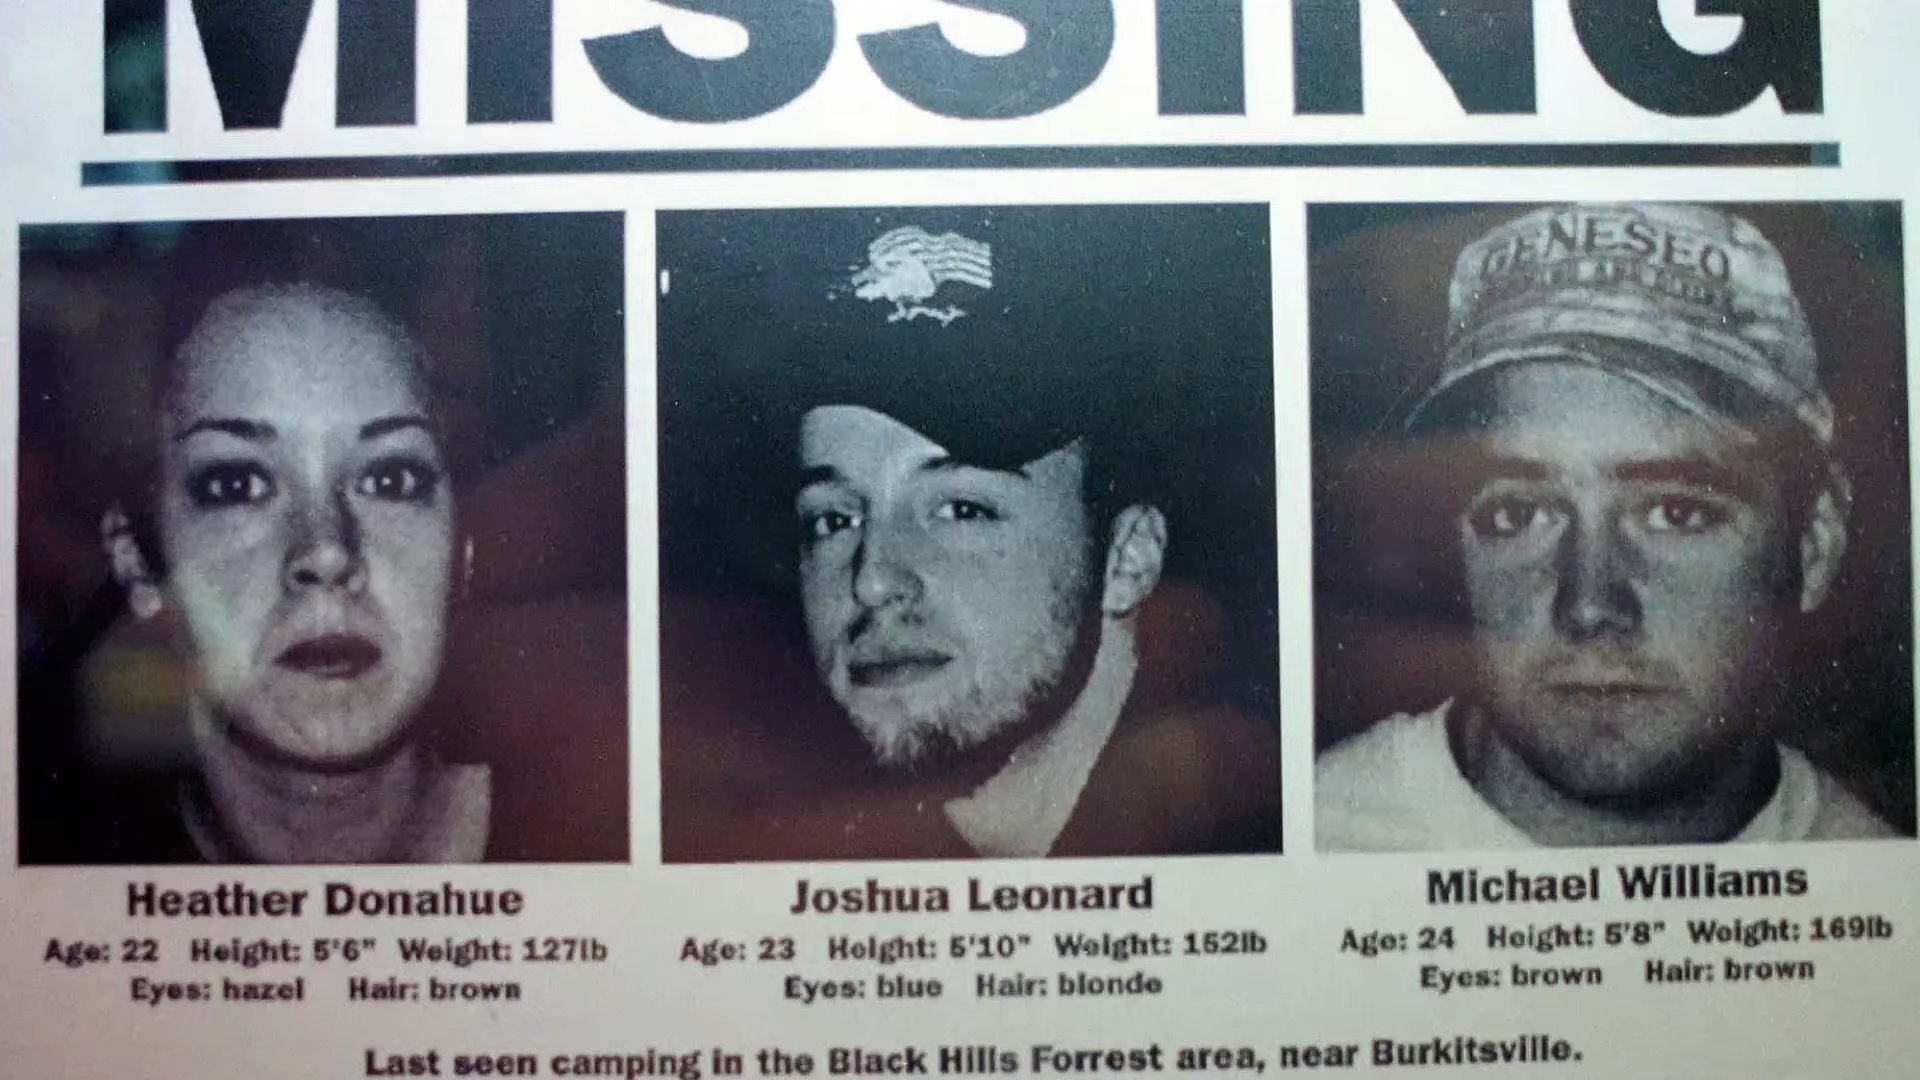 MISSING
GENESEO
Heather Donahue
Age: 22 Height: 5'6" Weight: 127lb
Eyes: hazel Hair: brown
Joshua Leonard
Age: 23 Height: 5'10" Weight: 152lb
Eyes: blue Hair: blonde
Michael Williams
Age: 24 Height: 5'8" Weight: 169lb
Eyes: brown Hair: brown
Last seen camping in the Black Hills Forrest area, near Burkitsville.